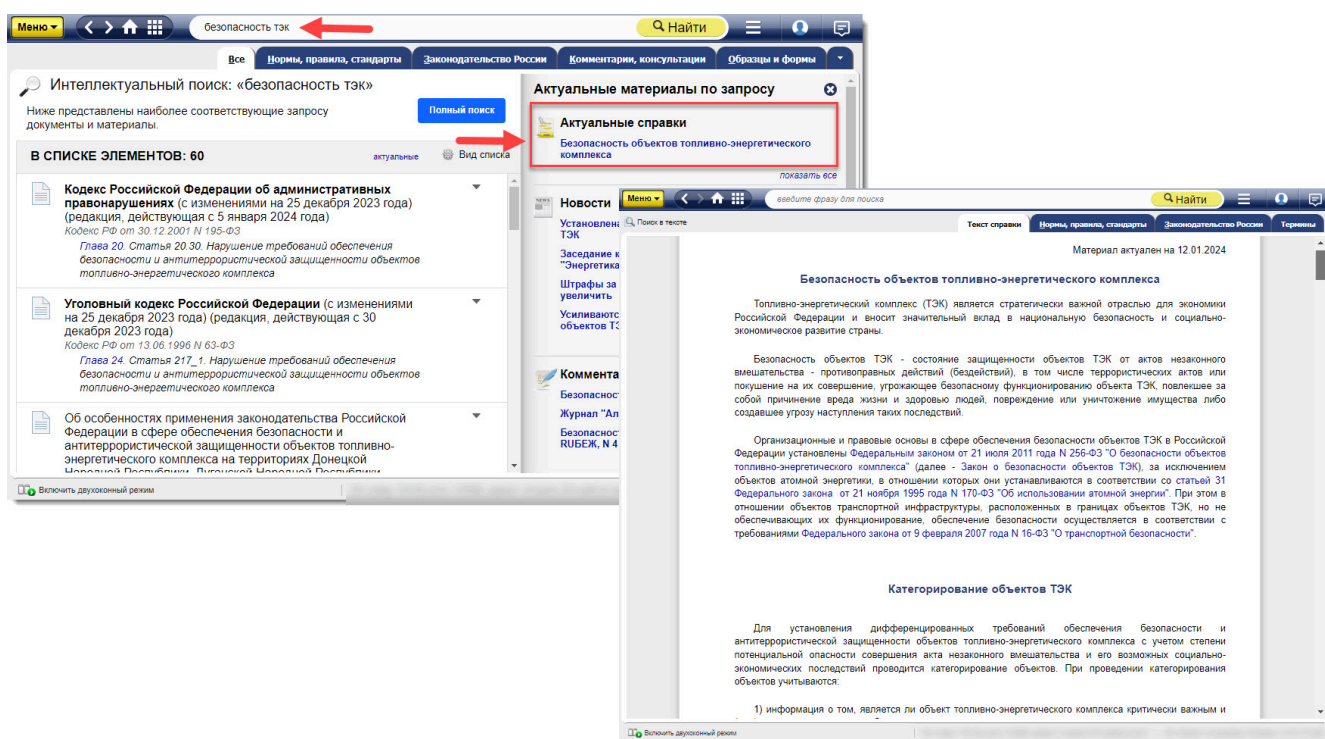 Меню
безопасность тэк
Найти
Все
Нормы, правила, стандарты
Законодательство России
Комментарии, консультации
Образцы и формы
Интеллектуальный поиск: «безопасность тэк»
Ниже представлены наиболее соответствующие запросу
документы и материалы.
Полный поиск
В СПИСКЕ ЭЛЕМЕНТОВ: 60
актуальные
Вид списка
Кодекс Российской Федерации об административных
правонарушениях (с изменениями на 25 декабря 2023 года)
(редакция, действующая с 5 января 2024 года)
Кодекс РФ от 30.12.2001 N 195-ФЗ
Глава 20. Статья 20.30. Нарушение требований обеспечения
безопасности и антитеррористической защищенности объектов
топливно-энергетического комплекса
Уголовный кодекс Российской Федерации (с изменениями
на 25 декабря 2023 года) (редакция, действующая с 30
декабря 2023 года)
Кодекс РФ от 13.06.1996 N 63-ФЗ
Глава 24. Статья 217_1. Нарушение требований обеспечения
безопасности и антитеррористической защищенности объектов
топливно-энергетического комплекса
Об особенностях применения законодательства Российской
Федерации в сфере обеспечения безопасности и
антитеррористической защищенности объектов топливно-
энергетического комплекса на территориях Донецкой
Народной Республики, Луганской Народной Республики
Включить двухоконный режим
Актуальные материалы по запросу
Актуальные справки
Безопасность объектов топливно-энергетического
комплекса
показать все
NEWS
Новости
Установлена
ТЭК
Заседание к
"Энергетика
Штрафы за
увеличить
Усиливаютс
объектов ТЭ
Коммента
Безопаснос
Журнал "Ал
Безопаснос
RUБЕЖ, N 4
Меню
введите фразу для поиска
Найти
Поиск в тексте
Текст справки
Нормы, правила, стандарты
Законодательство России
Термины
Материал актуален на 12.01.2024
Безопасность объектов топливно-энергетического комплекса
Топливно-энергетический комплекс (ТЭК) является стратегически важной отраслью для экономики
Российской Федерации и вносит значительный вклад в национальную безопасность и социально-
экономическое развитие страны.
Безопасность объектов ТЭК - состояние защищенности объектов ТЭК от актов незаконного
вмешательства - противоправных действий (бездействий), в том числе террористических актов или
покушение на их совершение, угрожающее безопасному функционированию объекта ТЭК, повлекшее за
собой причинение вреда жизни и здоровью людей, повреждение или уничтожение имущества либо
создавшее угрозу наступления таких последствий.
Организационные и правовые основы в сфере обеспечения безопасности объектов ТЭК в Российской
Федерации установлены Федеральным законом от 21 июля 2011 года N 256-ФЗ "О безопасности объектов
топливно-энергетического комплекса" (далее - Закон о безопасности объектов ТЭК), за исключением
объектов атомной энергетики, в отношении которых они устанавливаются в соответствии со статьей 31
Федерального закона от 21 ноября 1995 года N 170-ФЗ "Об использовании атомной энергии". При этом в
отношении объектов транспортной инфраструктуры, расположенных в границах объектов ТЭК, но не
обеспечивающих их функционирование, обеспечение безопасности осуществляется в соответствии с
требованиями Федерального закона от 9 февраля 2007 года N 16-ФЗ "О транспортной безопасности".
Категорирование объектов ТЭК
Для установления дифференцированных требований обеспечения безопасности и
антитеррористической защищенности объектов топливно-энергетического комплекса с учетом степени
потенциальной опасности совершения акта незаконного вмешательства и его возможных социально-
экономических последствий проводится категорирование объектов. При проведении категорирования
объектов учитываются:
1) информация о том, является ли объект топливно-энергетического комплекса критически важным и
Включить двухоконный режим